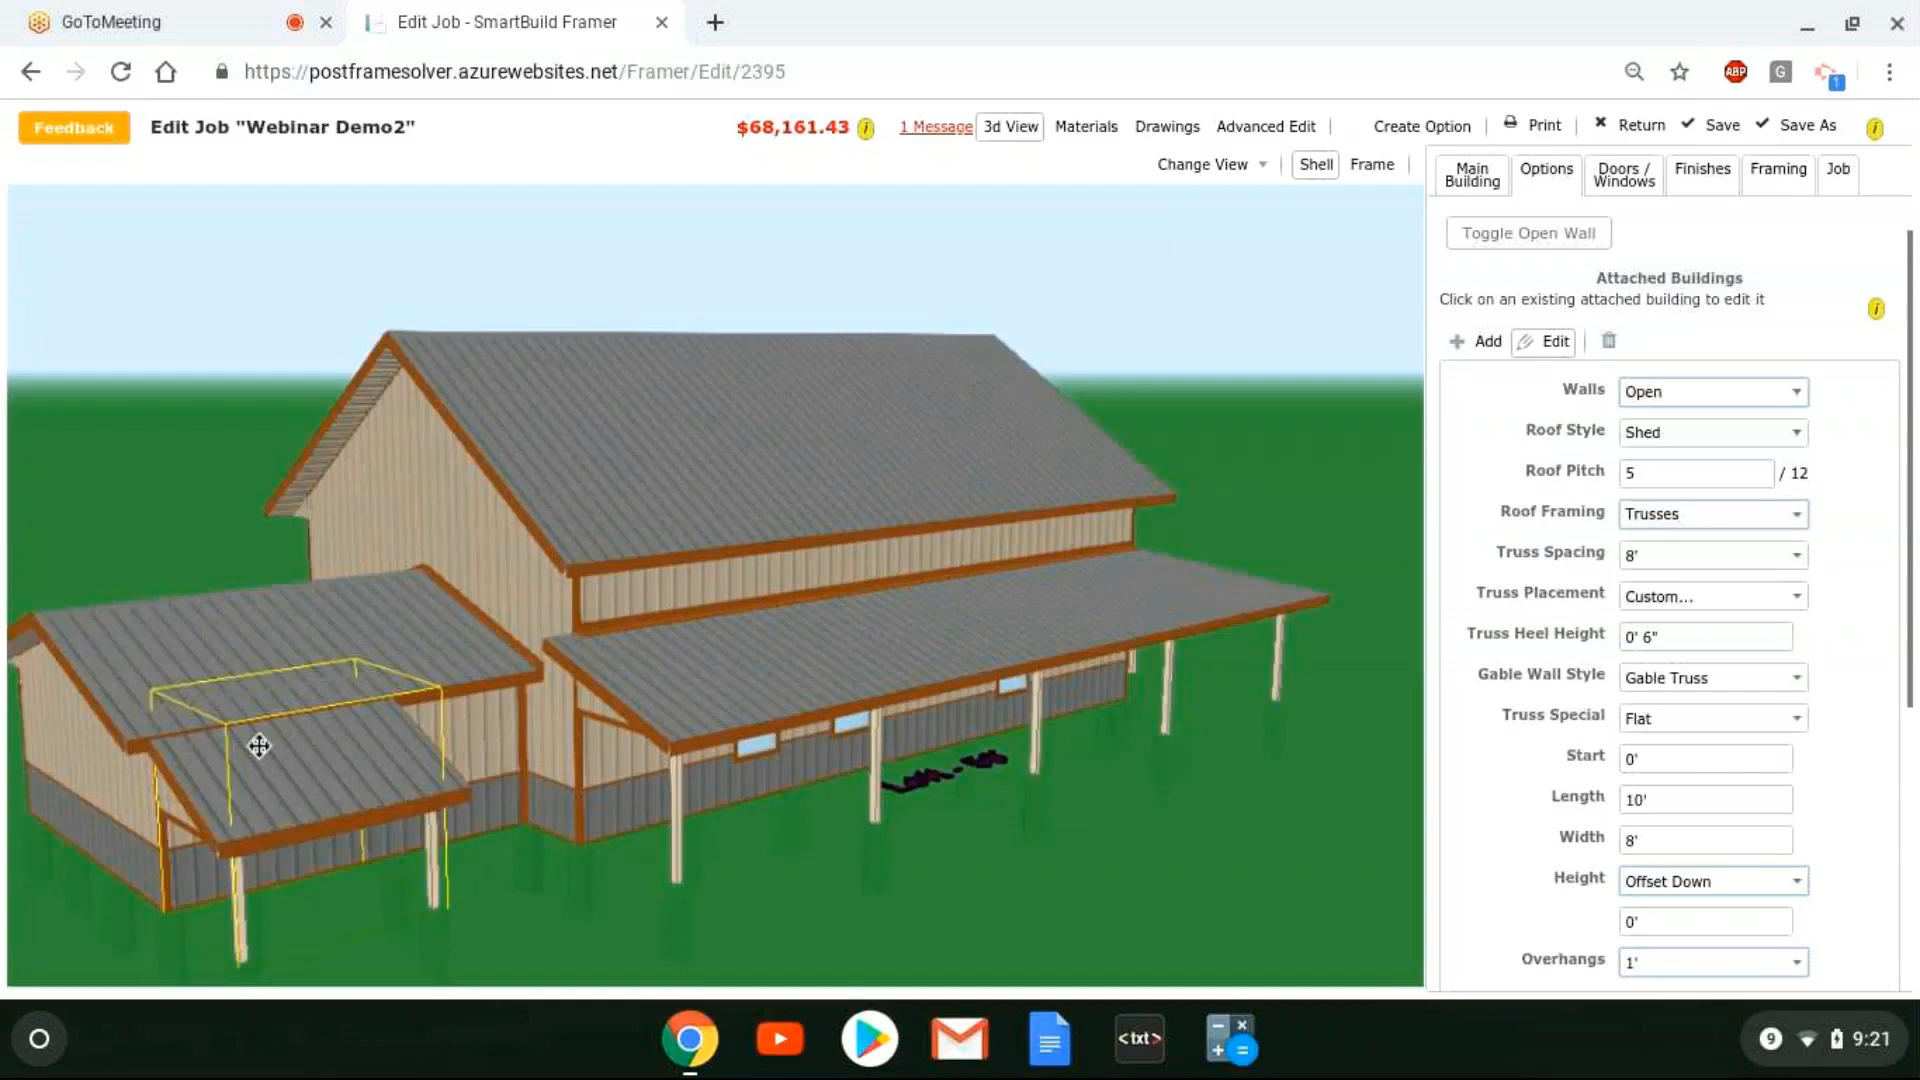 GoToMeeting
Edit Job - SmartBuild Framer
https://postframesolver.azurewebsites.net/Framer/Edit/2395
ABP
G
1
Feedback
Edit Job "Webinar Demo2"
$68,161.43
i
1 Message
3d View
Materials
Drawings
Advanced Edit
Create Option
Print
Return
Save
Save As
i
Change View
Shell
Frame
Main Building
Options
Doors / Windows
Finishes
Framing
Job
Toggle Open Wall
Attached Buildings
Click on an existing attached building to edit it
i
Add
Edit
Walls
Open
Roof Style
Shed
Roof Pitch
5
/ 12
Roof Framing
Trusses
Truss Spacing
8'
Truss Placement
Custom...
Truss Heel Height
0' 6"
Gable Wall Style
Gable Truss
Truss Special
Flat
Start
0'
Length
10'
Width
8'
Height
Offset Down
0'
Overhangs
1'
<txt>
9
9:21